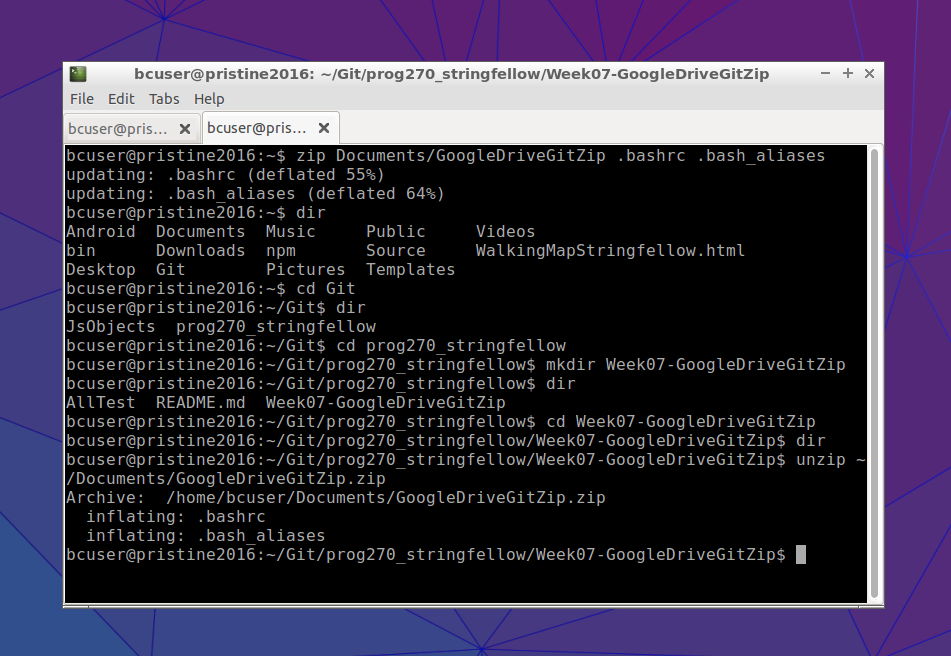 bcuser@pristine2016: ~/Git/prog270_stringfellow/Week07-GoogleDriveGitZip
File Edit Tabs Help
bcuser@pris... bcuser@pris...
bcuser@pristine2016:~$ zip Documents/GoogleDriveGitZip .bashrc .bash_aliases
updating: .bashrc (deflated 55%)
updating: .bash_aliases (deflated 64%)
bcuser@pristine2016:~$ dir
Android  Documents  Music     Public     Videos
bin      Downloads  npm       Source     WalkingMapStringfellow.html
Desktop  Git        Pictures  Templates
bcuser@pristine2016:~$ cd Git
bcuser@pristine2016:~/Git$ dir
JsObjects  prog270_stringfellow
bcuser@pristine2016:~/Git$ cd prog270_stringfellow
bcuser@pristine2016:~/Git/prog270_stringfellow$ mkdir Week07-GoogleDriveGitZip
bcuser@pristine2016:~/Git/prog270_stringfellow$ dir
AllTest  README.md  Week07-GoogleDriveGitZip
bcuser@pristine2016:~/Git/prog270_stringfellow$ cd Week07-GoogleDriveGitZip
bcuser@pristine2016:~/Git/prog270_stringfellow/Week07-GoogleDriveGitZip$ dir
bcuser@pristine2016:~/Git/prog270_stringfellow/Week07-GoogleDriveGitZip$ unzip ~
/Documents/GoogleDriveGitZip.zip
Archive:  /home/bcuser/Documents/GoogleDriveGitZip.zip
  inflating: .bashrc
  inflating: .bash_aliases
bcuser@pristine2016:~/Git/prog270_stringfellow/Week07-GoogleDriveGitZip$